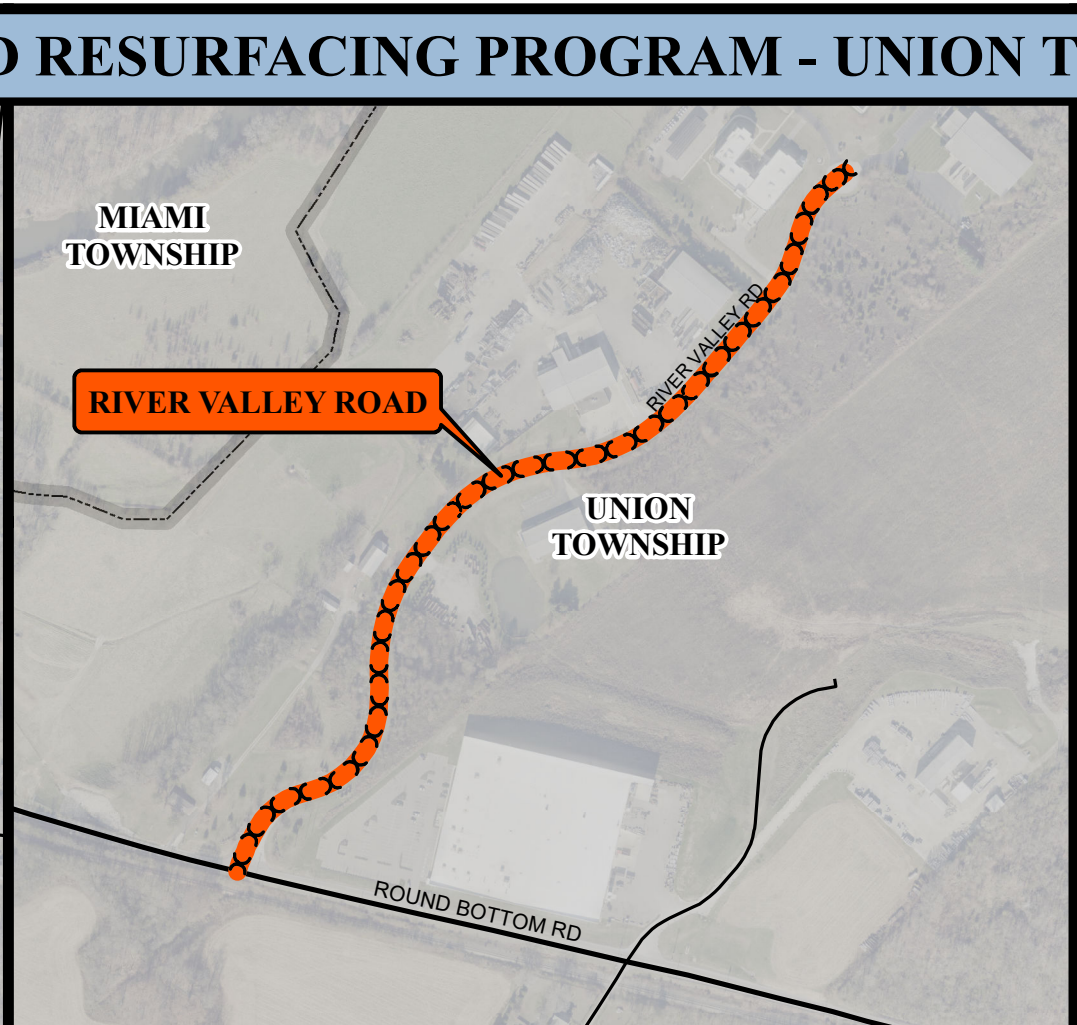 D RESURFACING PROGRAM - UNION T
MIAMI
TOWNSHIP
RIVER VALLEY RD
RIVER VALLEY ROAD
UNION
TOWNSHIP
ROUND BOTTOM RD